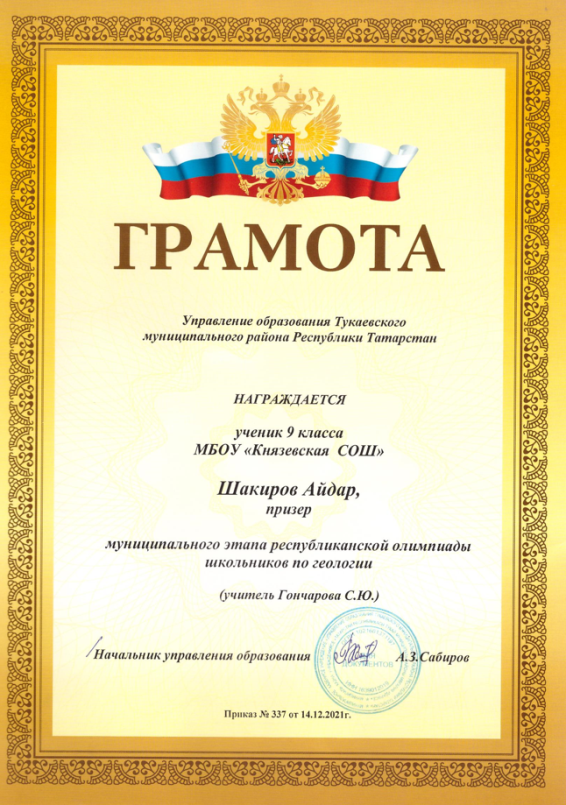 ГРАМОТА
Управление образования Тукаевского
муниципального района Республики Татарстан
НАГРАЖДАЕТСЯ
ученик 9 класса
МБОУ «Князевская СОШ»
Шакиров Айдар,
призер
муниципального этапа республиканской олимпиады
школьников по геологии
(учитель Гончарова С.Ю.)
Начальник управления образования А.З.Сабиров
ДОКУМЕНТОВ
Приказ № 337 от 14.12.2021г.